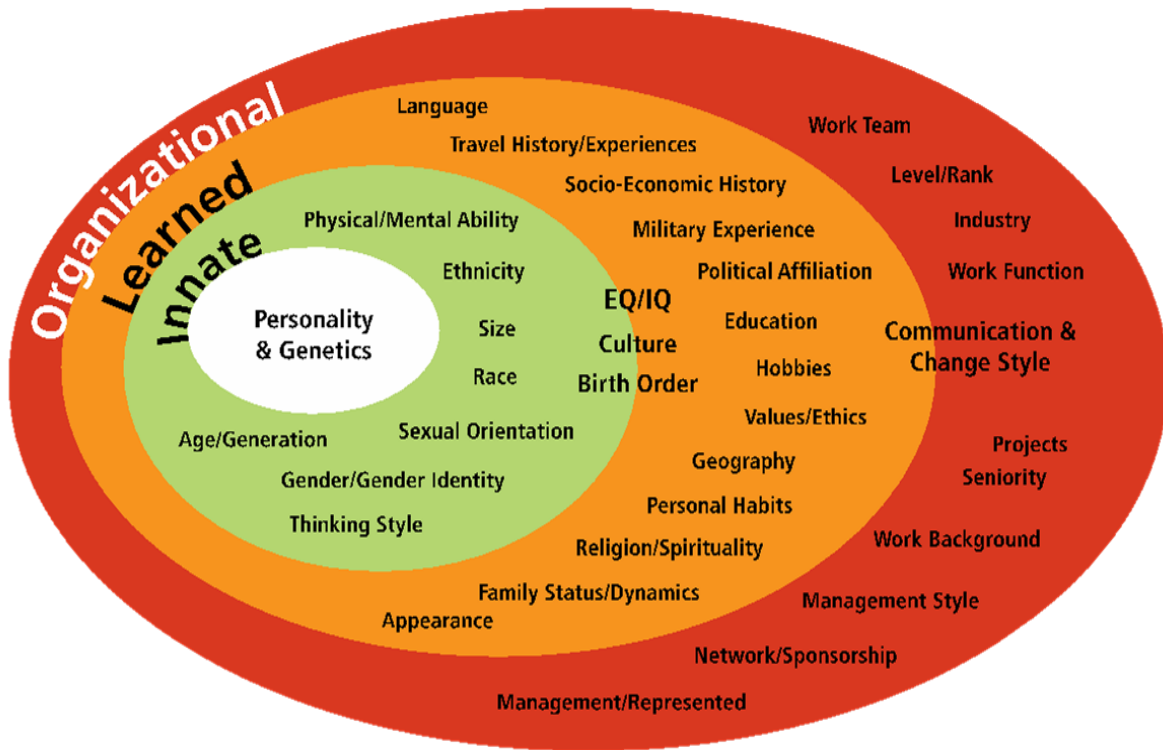 Organizational
Learned
Innate
Personality
& Genetics
Physical/Mental Ability
Ethnicity
Size
Race
Sexual Orientation
Age/Generation
Gender/Gender Identity
Thinking Style
EQ/IQ
Culture
Birth Order
Language
Travel History/Experiences
Socio-Economic History
Military Experience
Political Affiliation
Education
Hobbies
Values/Ethics
Geography
Personal Habits
Religion/Spirituality
Family Status/Dynamics
Appearance
Communication &
Change Style
Work Team
Level/Rank
Industry
Work Function
Projects
Seniority
Work Background
Management Style
Network/Sponsorship
Management/Represented